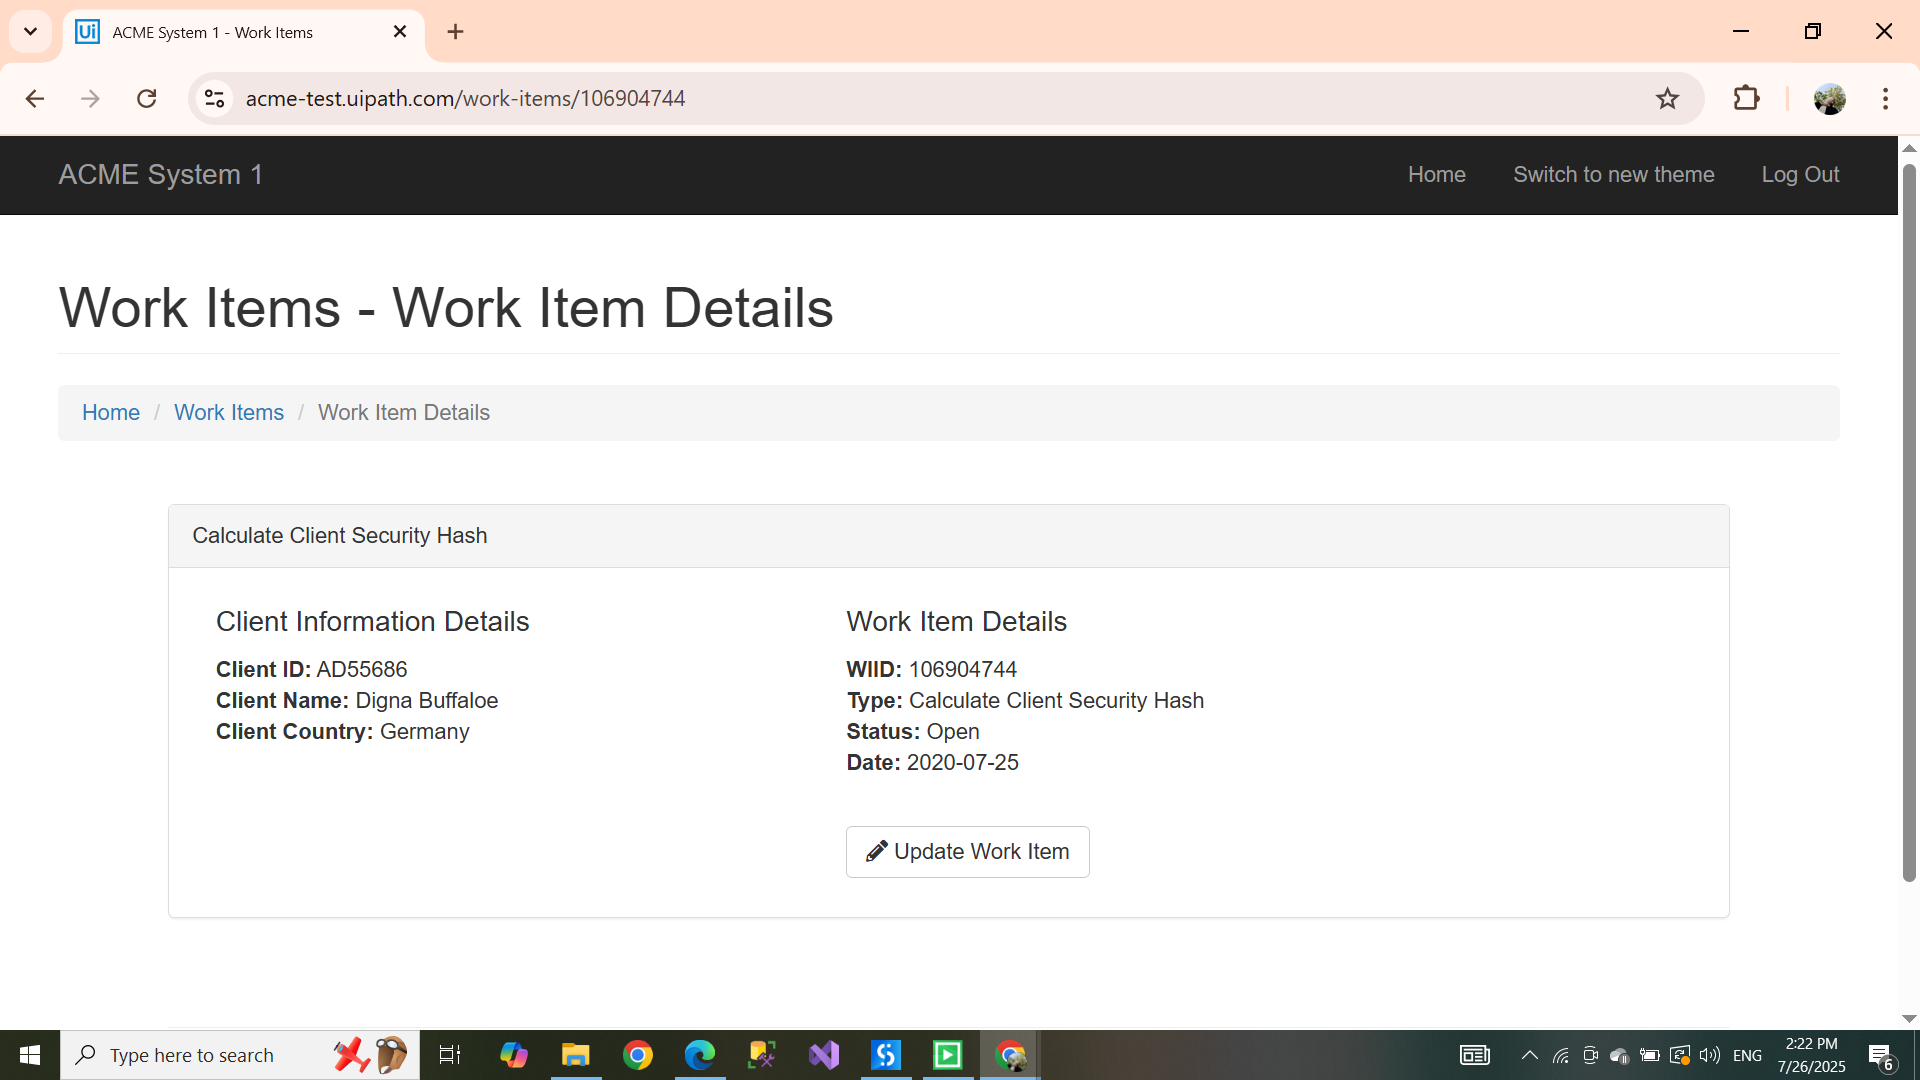 ACME System 1 - Work Items
acme-test.uipath.com/work-items/106904744
ACME System 1
Home
Switch to new theme
Log Out
Work Items - Work Item Details
Home / Work Items / Work Item Details
Calculate Client Security Hash
Client Information Details
Client ID: AD55686
Client Name: Digna Buffaloe
Client Country: Germany
Work Item Details
WIID: 106904744
Type: Calculate Client Security Hash
Status: Open
Date: 2020-07-25
Update Work Item
Type here to search
ENG
2:22 PM
7/26/2025
6